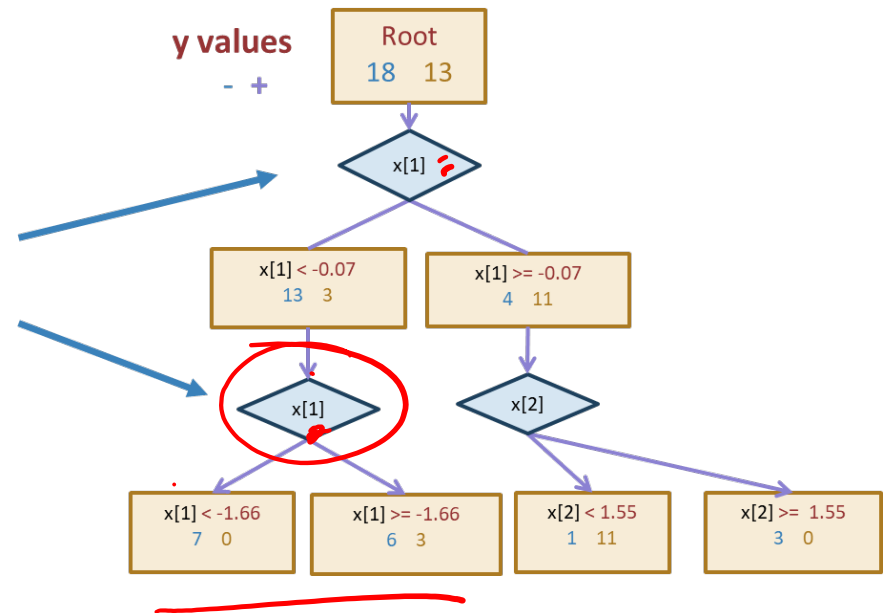 y values
- +
Root
18 13
x[1]
x[1] < -0.07
13 3
x[1] >= -0.07
4 11
x[1]
x[2]
x[1] < -1.66
7 0
x[1] >= -1.66
6 3
x[2] < 1.55
1 11
x[2] >= 1.55
3 0